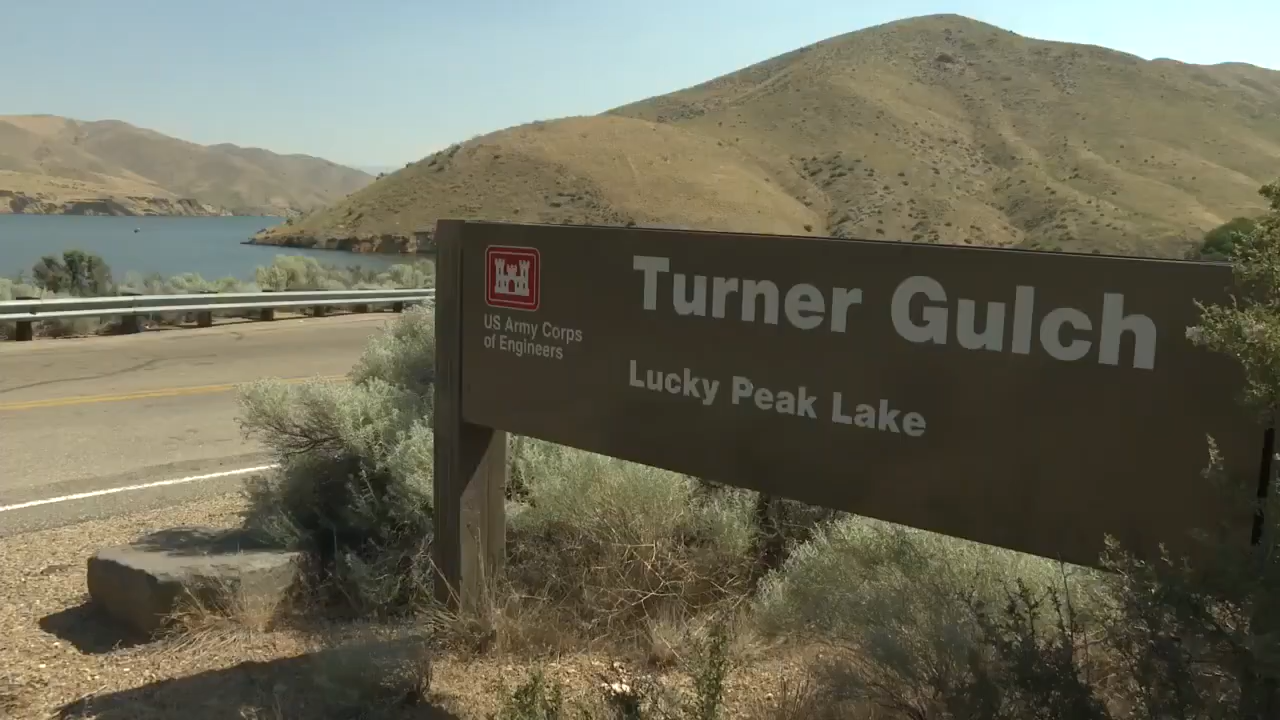 US Army Corps
of Engineers
Turner Gulch
Lucky Peak Lake